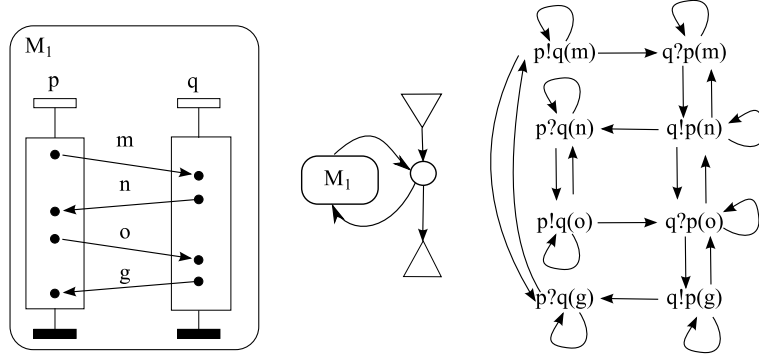 M1
p q
m
n
o
g
M1
p!q(m) q?p(m)
p?q(n) q!p(n)
p!q(o) q?p(o)
p?q(g) q!p(g)